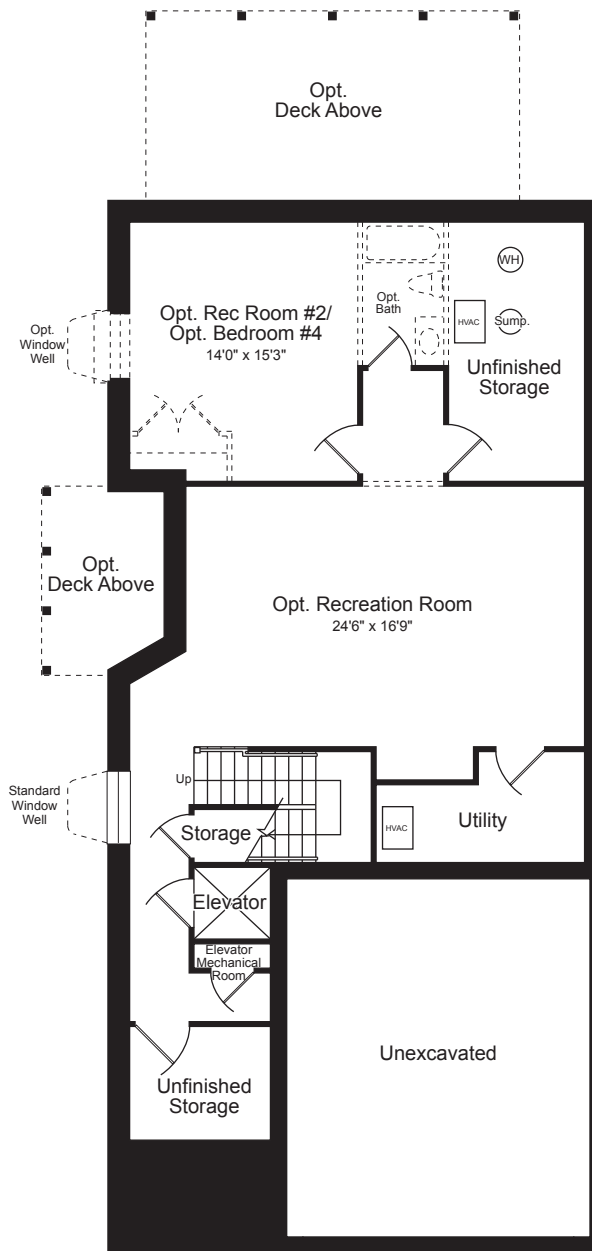 Opt.
Deck Above
WH
Opt.
Bath
HVAC
Sump.
Opt. Rec Room #2/
Opt. Bedroom #4
14'0" x 15'3"
Opt.
Window
Well
Unfinished
Storage
Opt.
Deck Above
Opt. Recreation Room
24'6" x 16'9"
Up
Standard
Window
Well
Storage
HVAC
Utility
Elevator
Elevator
Mechanical
Room
Unexcavated
Unfinished
Storage